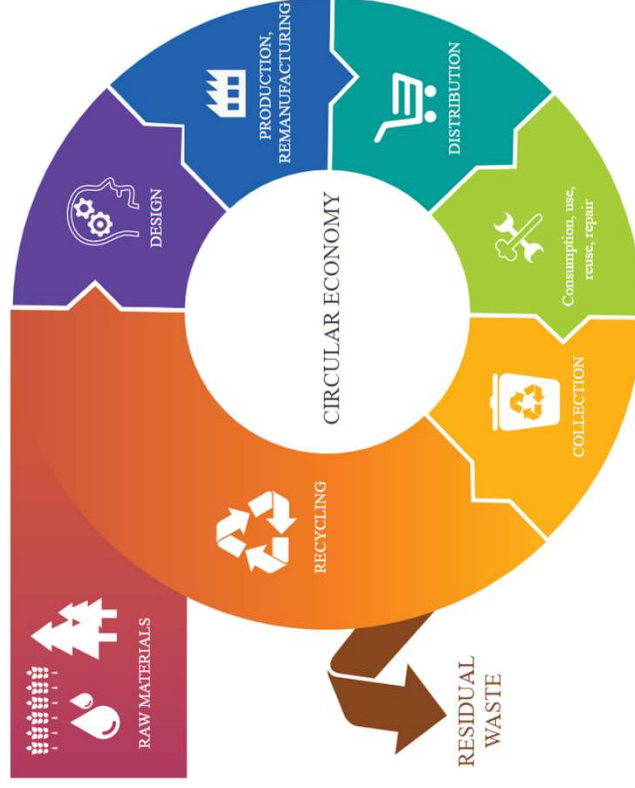 RAW MATERIALS
DESIGN
PRODUCTION,
REMANUFACTURING
DISTRIBUTION
Consumption, use,
reuse, repair
COLLECTION
RECYCLING
CIRCULAR ECONOMY
RESIDUAL
WASTE